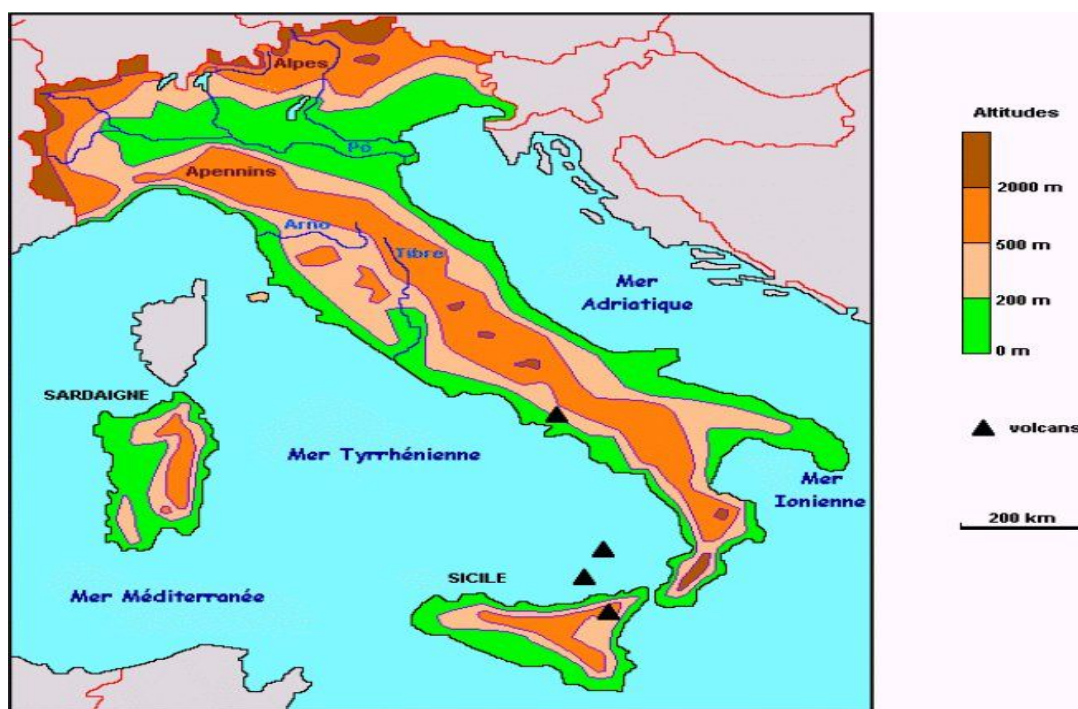 Alpes
Pô
Apennins
Arno
Tibre
Mer
Adriatique
SARDAIGNE
Mer Tyrrhénienne
Mer
Ionienne
SICILE
Mer Méditerranée
Altitudes
2000 m
500 m
200 m
0 m
volcans
200 km